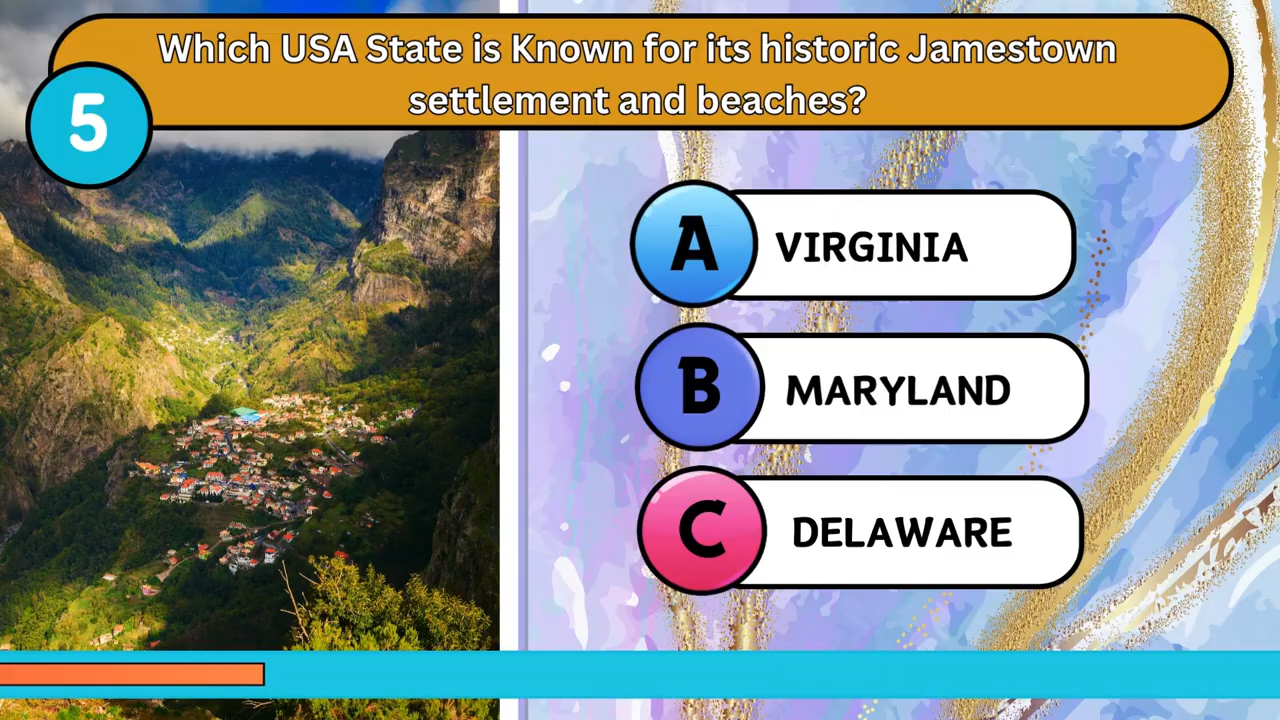 Which USA State is Known for its historic Jamestown
settlement and beaches?
5
A VIRGINIA
B MARYLAND
C DELAWARE